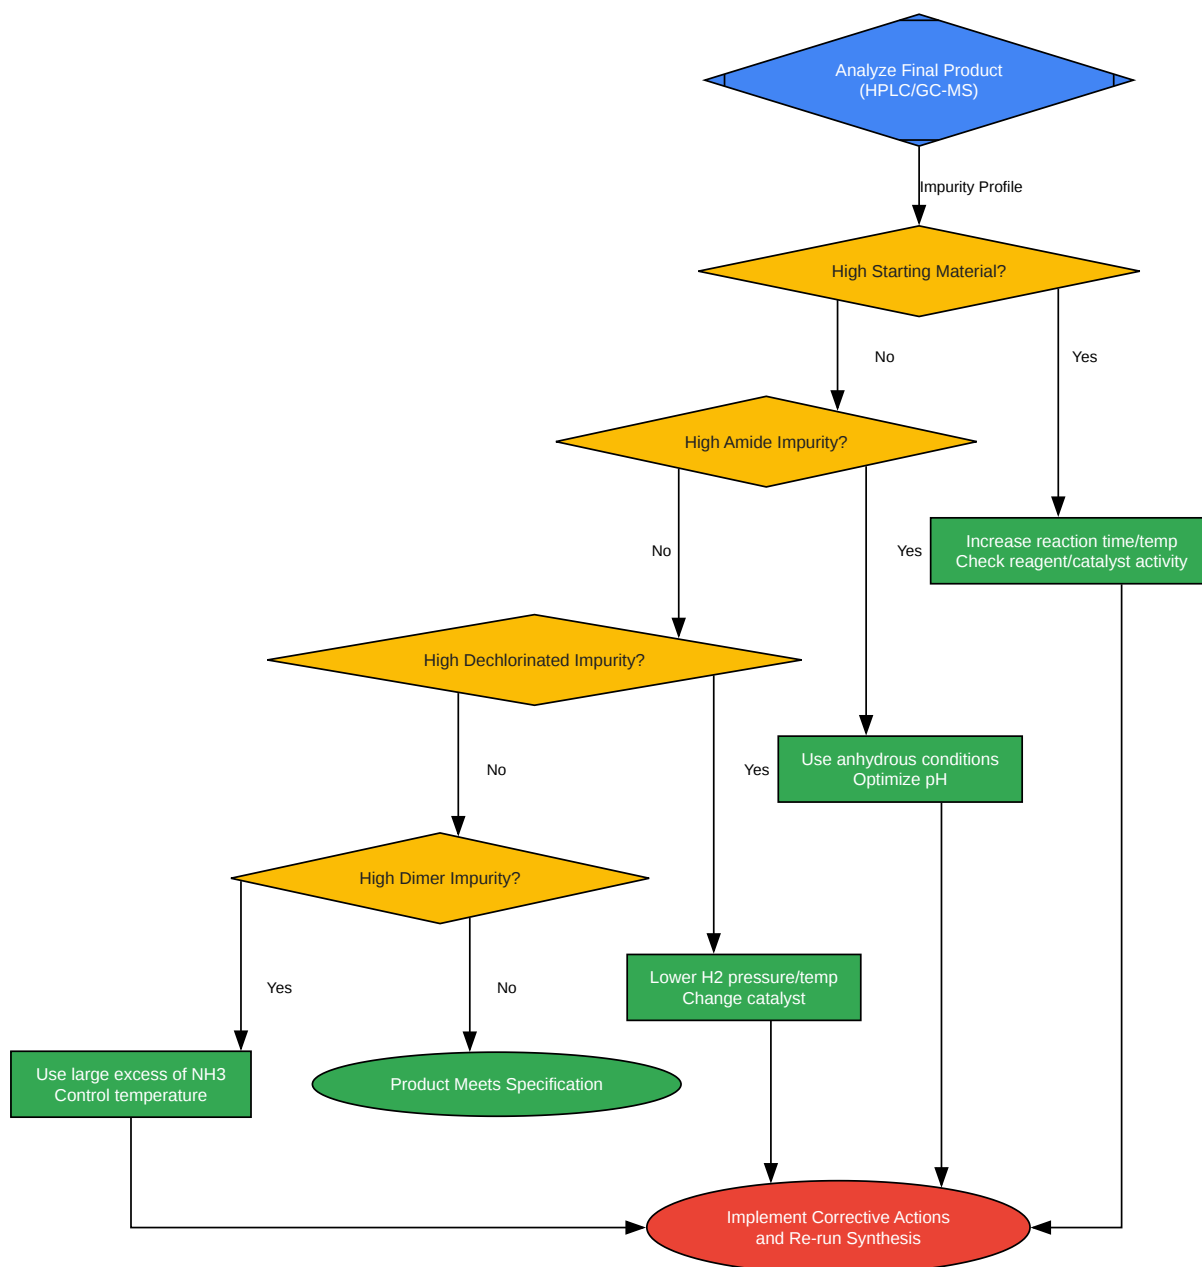 Analyze Final Product
(HPLC/GC-MS)
Impurity Profile
High Starting Material?
No
Yes
High Amide Impurity?
No
Yes
Increase reaction time/temp
Check reagent/catalyst activity
High Dechlorinated Impurity?
No
Yes
Use anhydrous conditions
Optimize pH
High Dimer Impurity?
Yes
No
Lower H2 pressure/temp
Change catalyst
Use large excess of NH3
Control temperature
Product Meets Specification
Implement Corrective Actions
and Re-run Synthesis